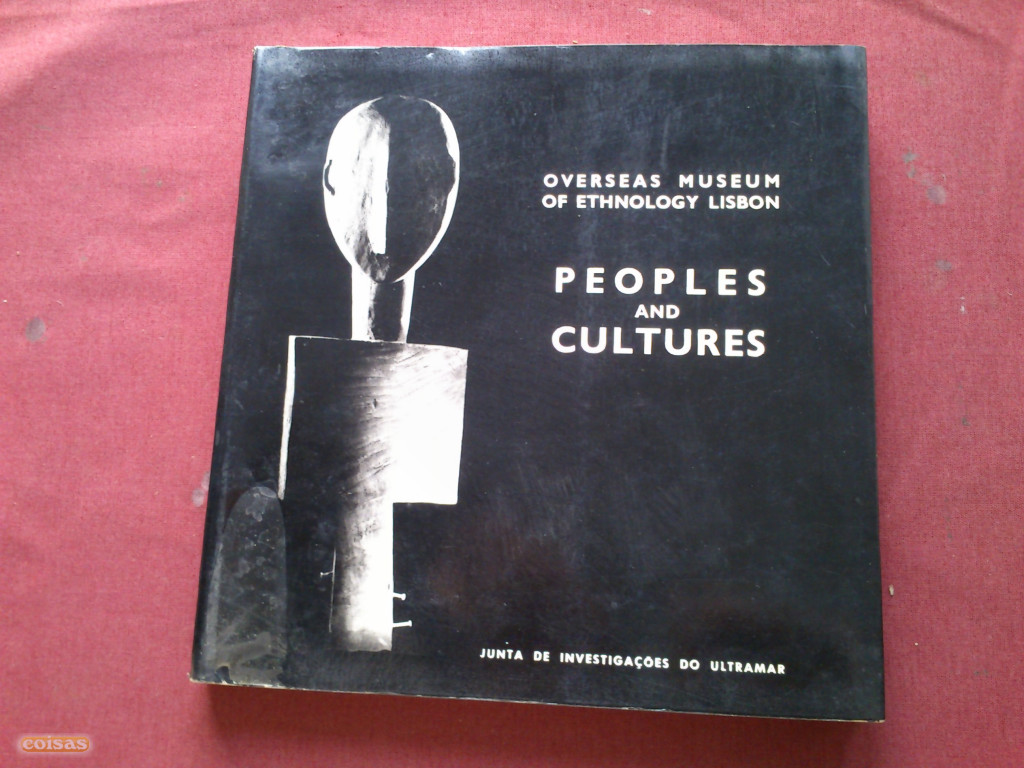 OVERSEAS MUSEUM
OF ETHNOLOGY LISBON
PEOPLES
AND
CULTURES
JUNTA DE INVESTIGAÇÕES DO ULTRAMAR
coisas